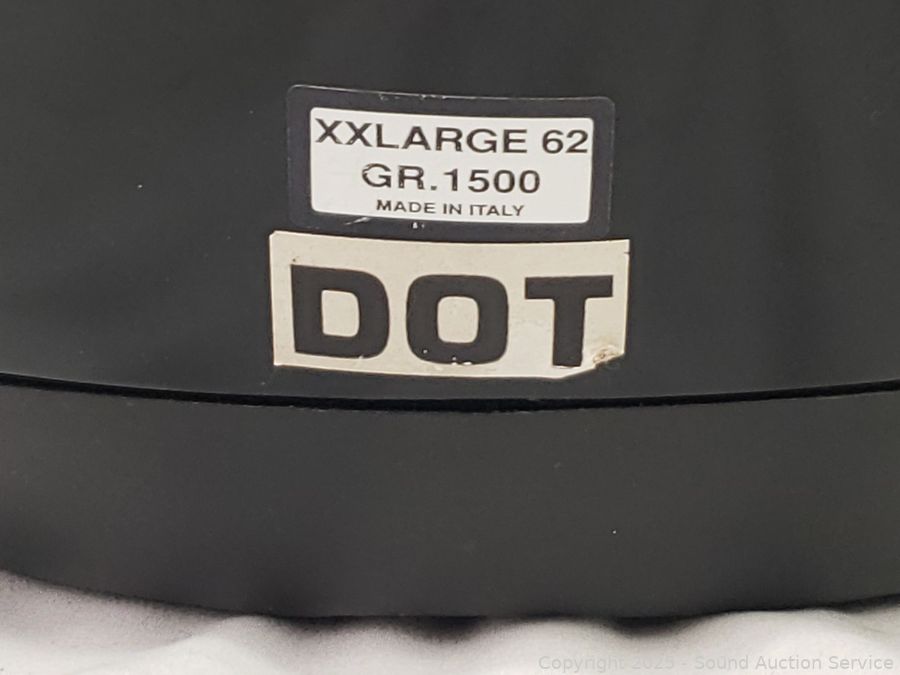 XXLARGE 62
GR.1500
MADE IN ITALY
DOT
Copyright 2025 - Sound Auction Service